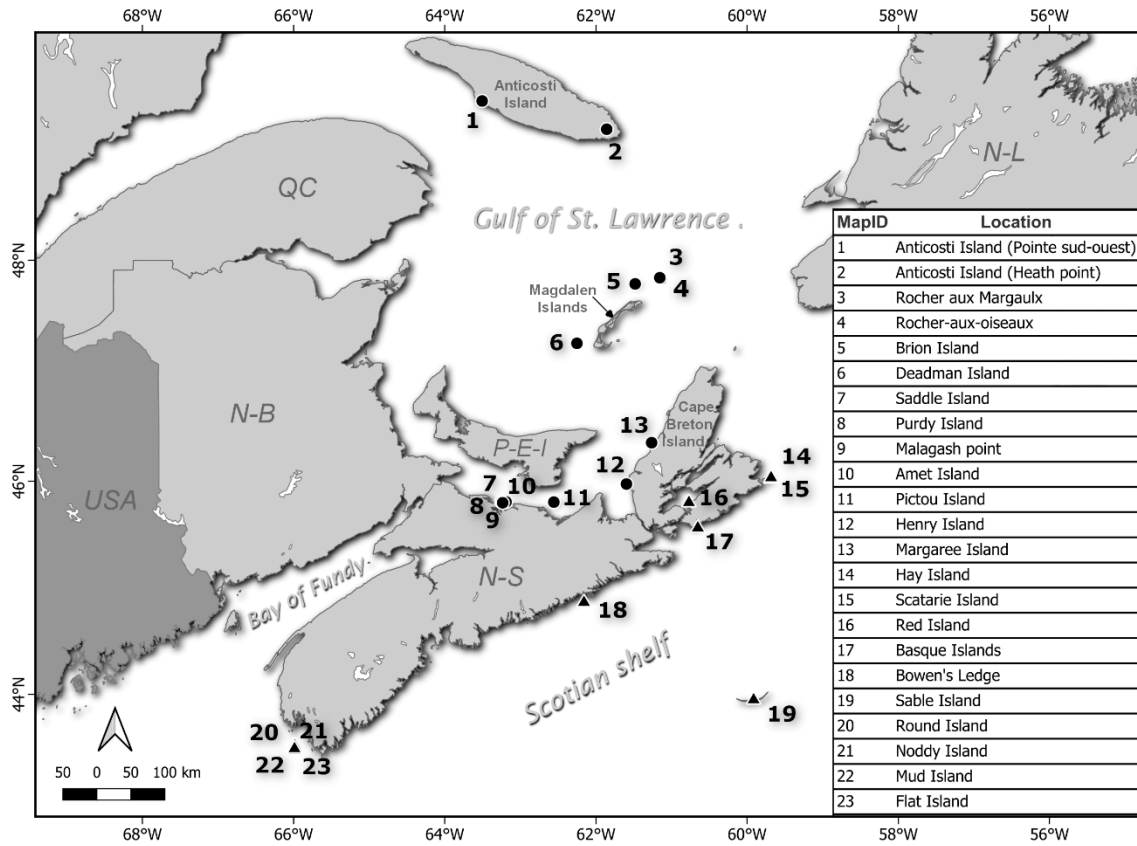 68°W 66°W 64°W 62°W 60°W 58°W 56°W
Anticosti
Island
1
2
N-L
QC
Gulf of St. Lawrence .
48°N
3
5 4
Magdalen
Islands
6
N-B
P-E-I
Cape
Breton
Island
13
12
14
46°N
USA
7 10 11
8
9
16 15
17
Bay of Fundy
N-S
18
Scotian shelf
44°N
19
20 21
22 23
50 0 50 100 km
MapID Location
1 Anticosti Island (Pointe sud-ouest)
2 Anticosti Island (Heath point)
3 Rocher aux Margaulx
4 Rocher-aux-oiseaux
5 Brion Island
6 Deadman Island
7 Saddle Island
8 Purdy Island
9 Malagash point
10 Amet Island
11 Pictou Island
12 Henry Island
13 Margaree Island
14 Hay Island
15 Scatarie Island
16 Red Island
17 Basque Islands
18 Bowen's Ledge
19 Sable Island
20 Round Island
21 Noddy Island
22 Mud Island
23 Flat Island
68°W 66°W 64°W 62°W 60°W 58°W 56°W